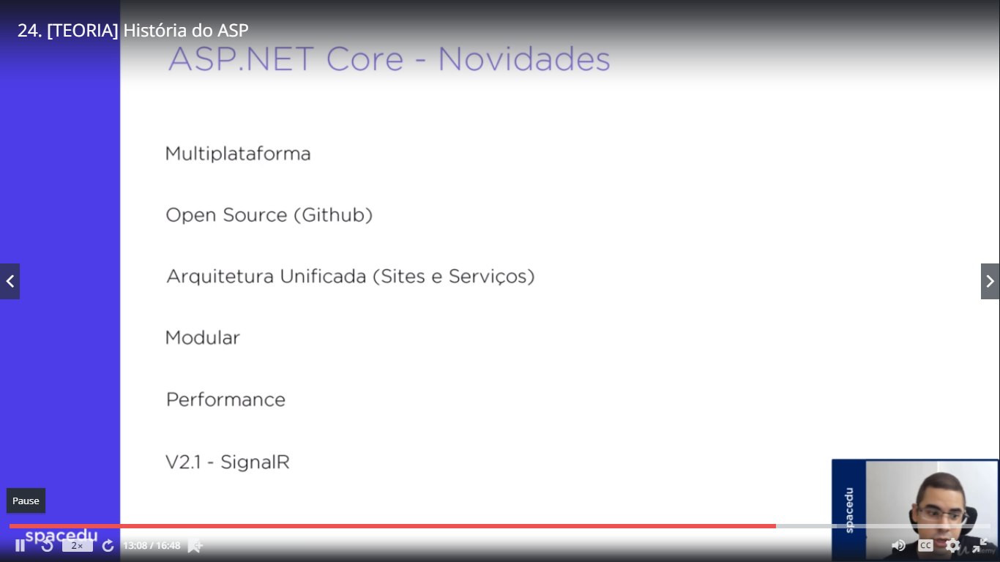 24. [TEORIA] História do ASP
ASP.NET Core - Novidades
Multiplataforma
Open Source (Github)
Arquitetura Unificada (Sites e Serviços)
Modular
Performance
V2.1 - SignalR
Pause
spacedu
spacedu
2×
13:08 / 16:48
CC